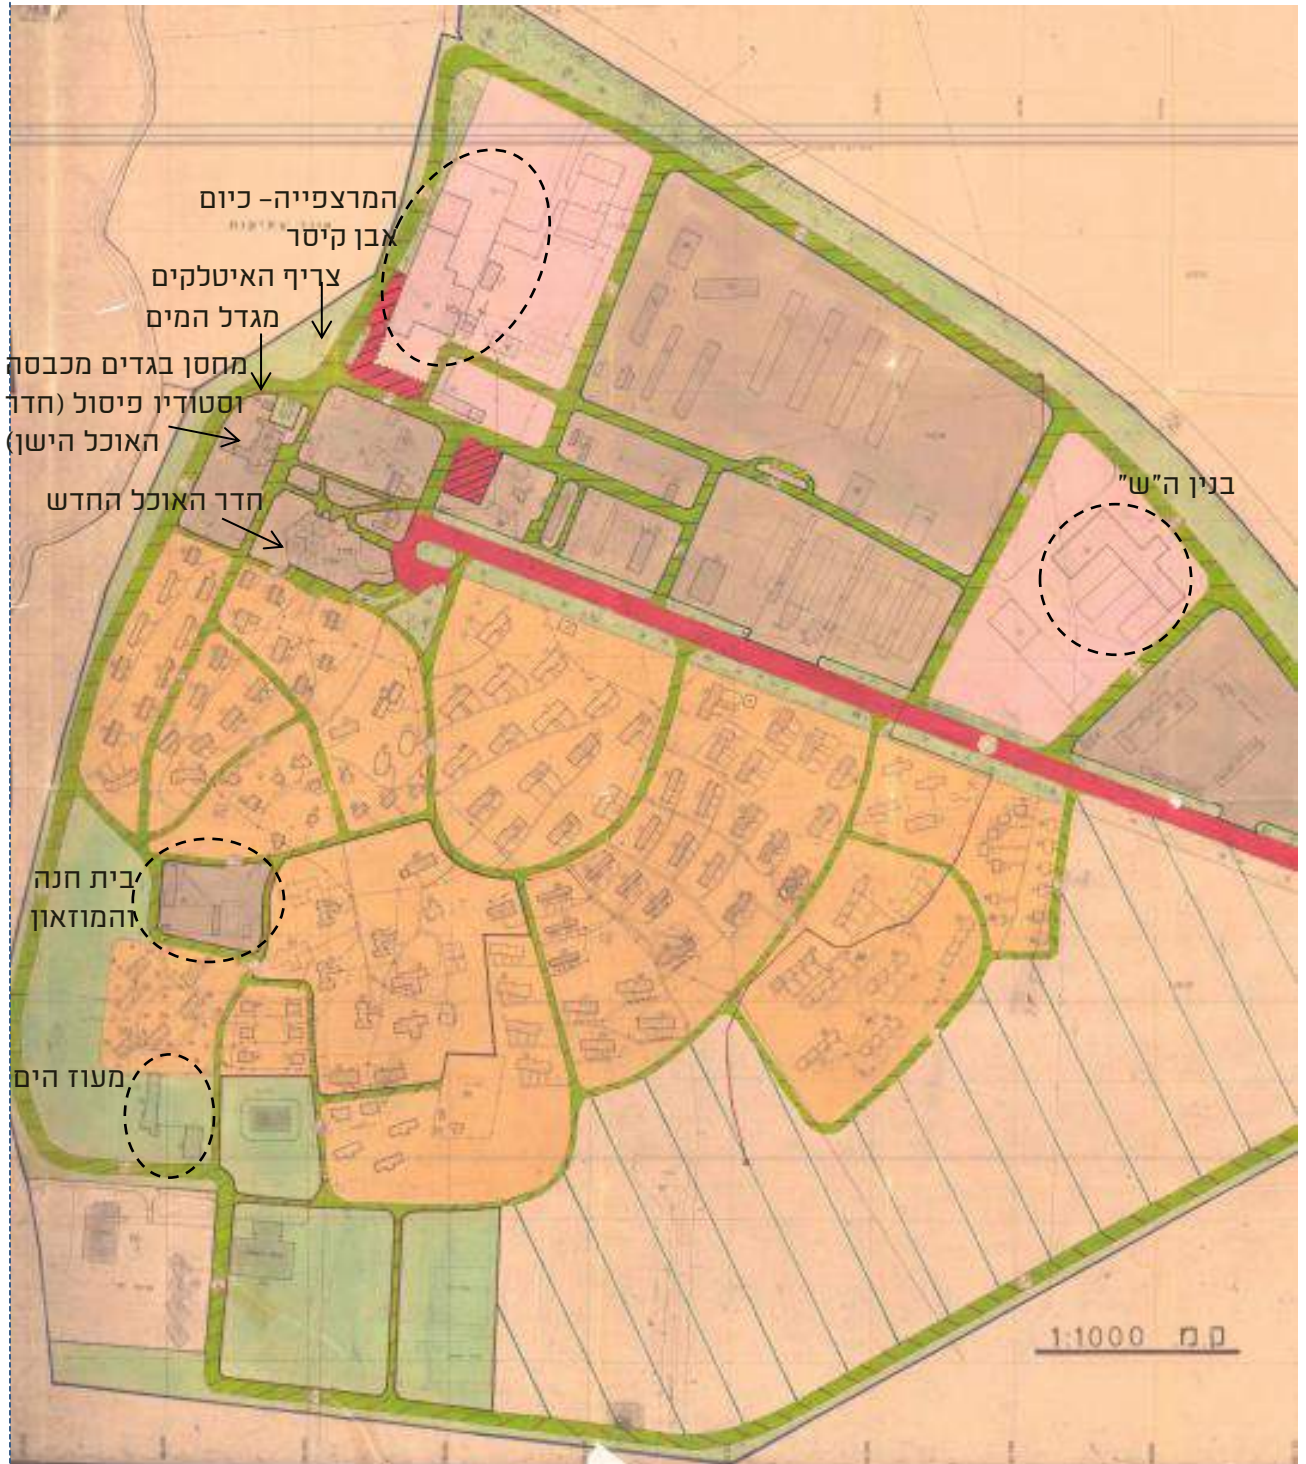 המרצפייה- כיום
אבן קיסר
צריף האיטלקים
מגדל המים
מחסן בגדים מכבסה
וסטודיו פיסול (חדר
האוכל הישן)
חדר האוכל החדש
בנין ה"ש"
בית חנה
והמוזאון
מעוז הים
ק.מ 1:1000